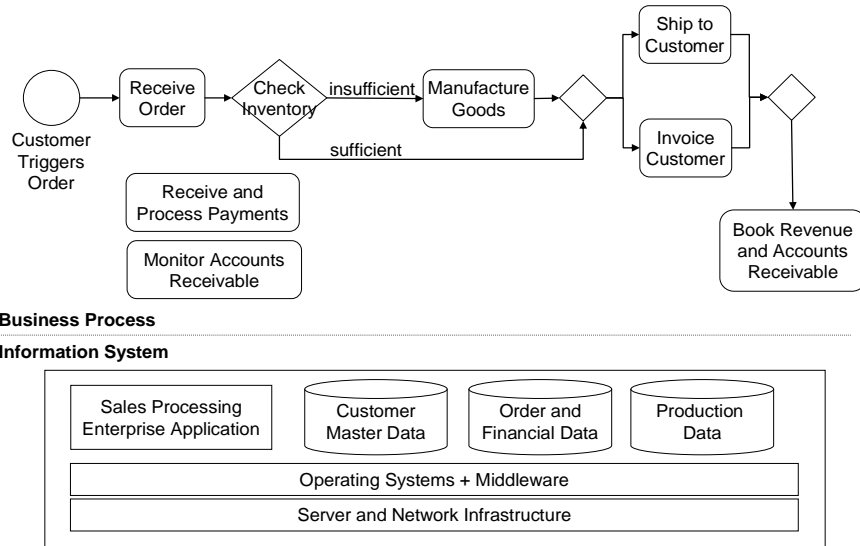 Ship to
Customer
Receive
Order
Check
Inventory
insufficient
Manufacture
Goods
Customer
Triggers
Order
sufficient
Invoice
Customer
Receive and
Process Payments
Monitor Accounts
Receivable
Book Revenue
and Accounts
Receivable
Business Process
Information System
Sales Processing
Enterprise Application
Customer
Master Data
Order and
Financial Data
Production
Data
Operating Systems + Middleware
Server and Network Infrastructure